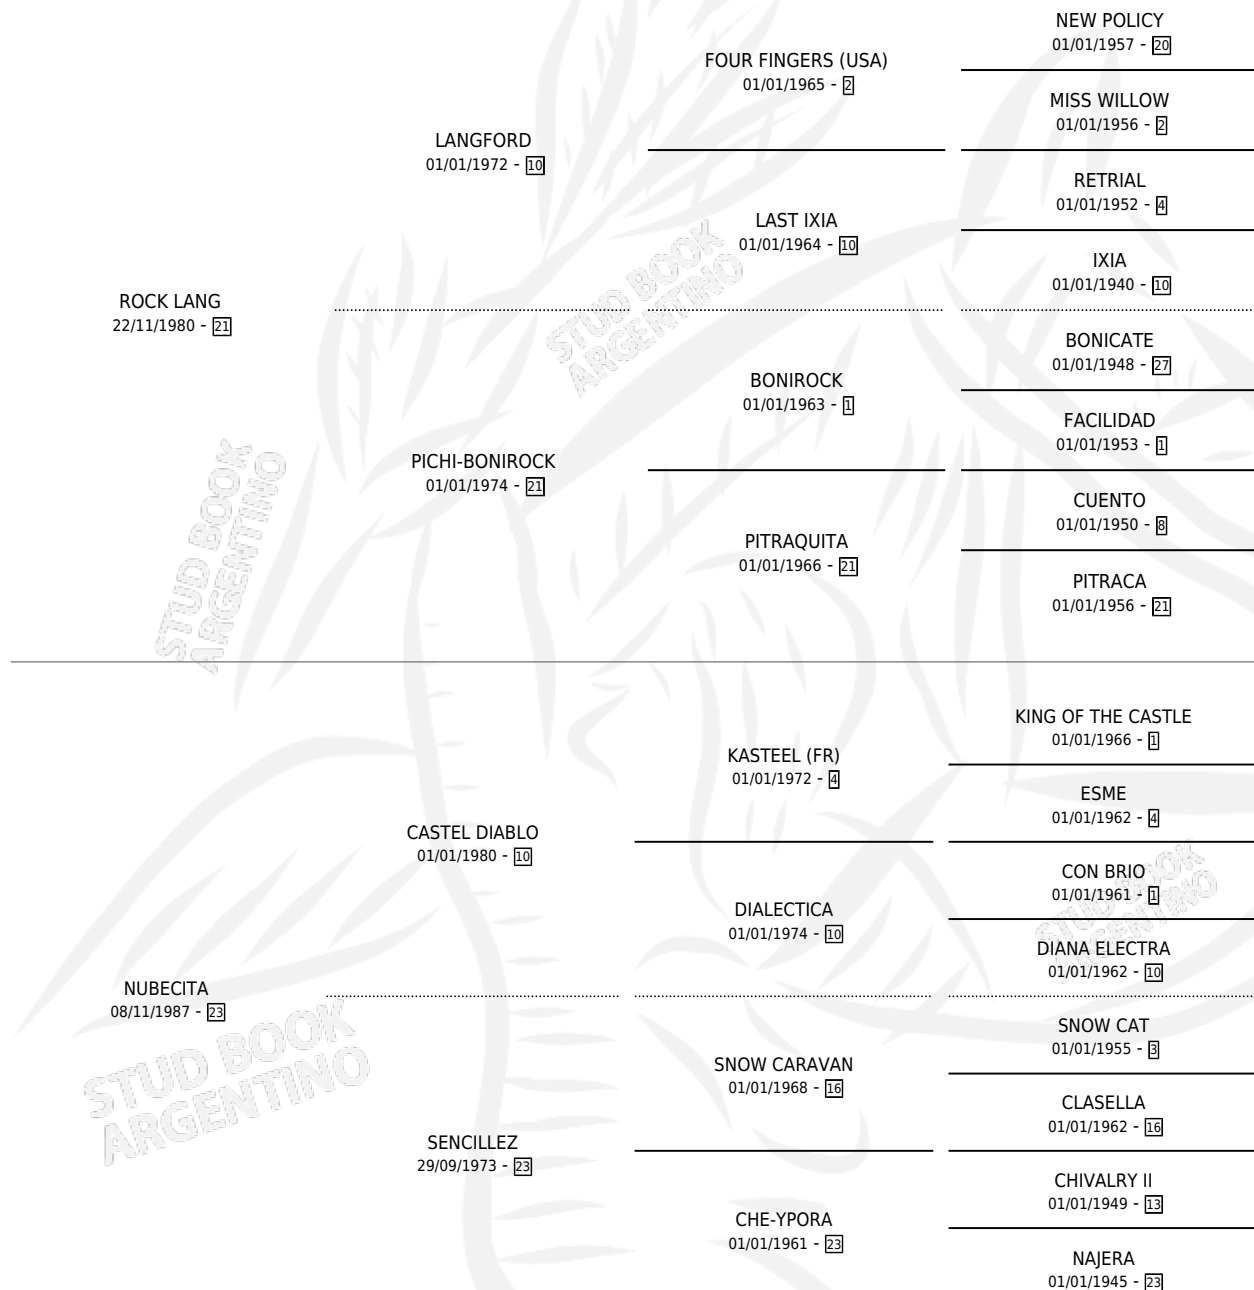 NEW POLICY
01/01/1957 - 20
FOUR FINGERS (USA)
01/01/1965 - 2
MISS WILLOW
01/01/1956 - 2
LANGFORD
01/01/1972 - 10
RETRIAL
01/01/1952 - 4
LAST IXIA
01/01/1964 - 10
IXIA
01/01/1940 - 10
ROCK LANG
22/11/1980 - 21
BONICATE
01/01/1948 - 27
BONIROCK
01/01/1963 - 1
FACILIDAD
01/01/1953 - 1
PICHI-BONIROCK
01/01/1974 - 21
CUENTO
01/01/1950 - 8
PITRAQUITA
01/01/1966 - 21
PITRACA
01/01/1956 - 21
KING OF THE CASTLE
01/01/1966 - 1
KASTEEL (FR)
01/01/1972 - 4
ESME
01/01/1962 - 4
CASTEL DIABLO
01/01/1980 - 10
CON BRIO
01/01/1961 - 1
DIALECTICA
01/01/1974 - 10
DIANA ELECTRA
01/01/1962 - 10
NUBECITA
08/11/1987 - 23
SNOW CAT
01/01/1955 - 3
SNOW CARAVAN
01/01/1968 - 16
CLASELLA
01/01/1962 - 16
SENCILLEZ
29/09/1973 - 23
CHIVALRY II
01/01/1949 - 13
CHE-YPORA
01/01/1961 - 23
NAJERA
01/01/1945 - 23
STUD BOOK
ARGENTINO
STUD BOOK
ARGENTINO
STUD BOOK
ARGENTINO
STUD BOOK
ARGENTINO